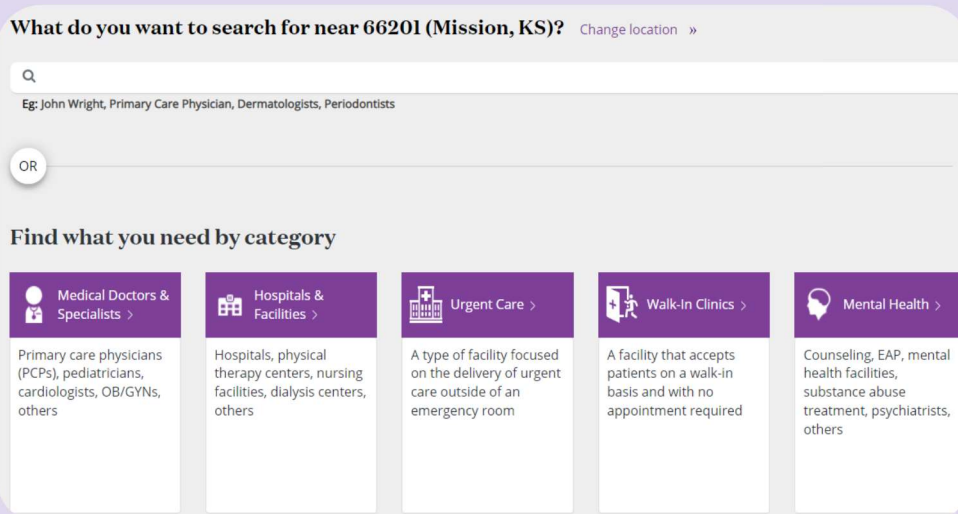 What do you want to search for near 66201 (Mission, KS)? Change location »
Eg: John Wright, Primary Care Physician, Dermatologists, Periodontists
OR
Find what you need by category
Medical Doctors &
Specialists >
Primary care physicians
(PCPs), pediatricians,
cardiologists, OB/GYNs,
others
Hospitals &
Facilities >
Hospitals, physical
therapy centers, nursing
facilities, dialysis centers,
others
Urgent Care >
A type of facility focused
on the delivery of urgent
care outside of an
emergency room
Walk-In Clinics >
A facility that accepts
patients on a walk-in
basis and with no
appointment required
Mental Health >
Counseling, EAP, mental
health facilities,
substance abuse
treatment, psychiatrists,
others